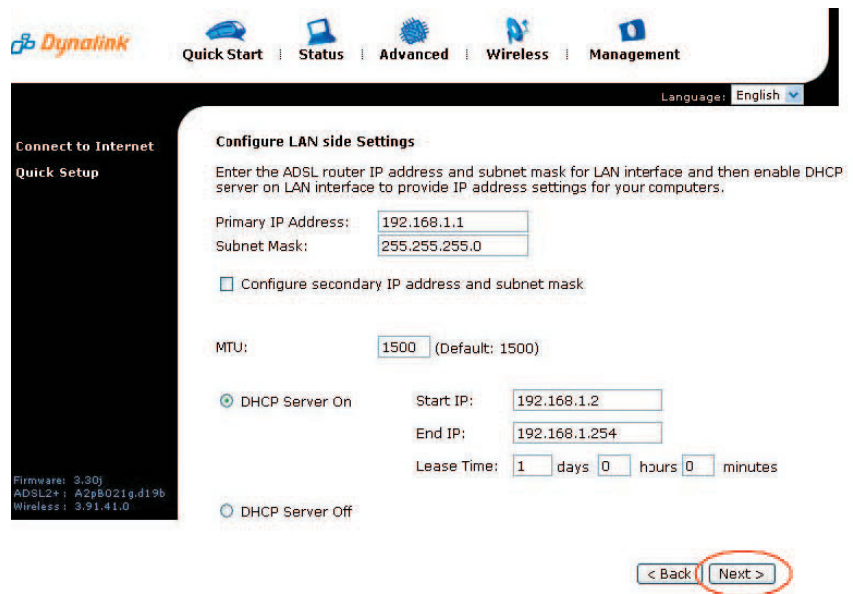 Dynalink
Quick Start | Status | Advanced | Wireless | Management
Language: English
Connect to Internet
Quick Setup
Configure LAN side Settings
Enter the ADSL router IP address and subnet mask for LAN interface and then enable DHCP
server on LAN interface to provide IP address settings for your computers.
Primary IP Address: 192.168.1.1
Subnet Mask: 255.255.255.0
Configure secondary IP address and subnet mask
MTU: 1500 (Default: 1500)
DHCP Server On Start IP: 192.168.1.2
End IP: 192.168.1.254
Lease Time: 1 days 0 hours 0 minutes
DHCP Server Off
Firmware: 3.30j
ADSL2+: A2pB021g.d19b
Wireless: 3.91.41.0
< Back Next >